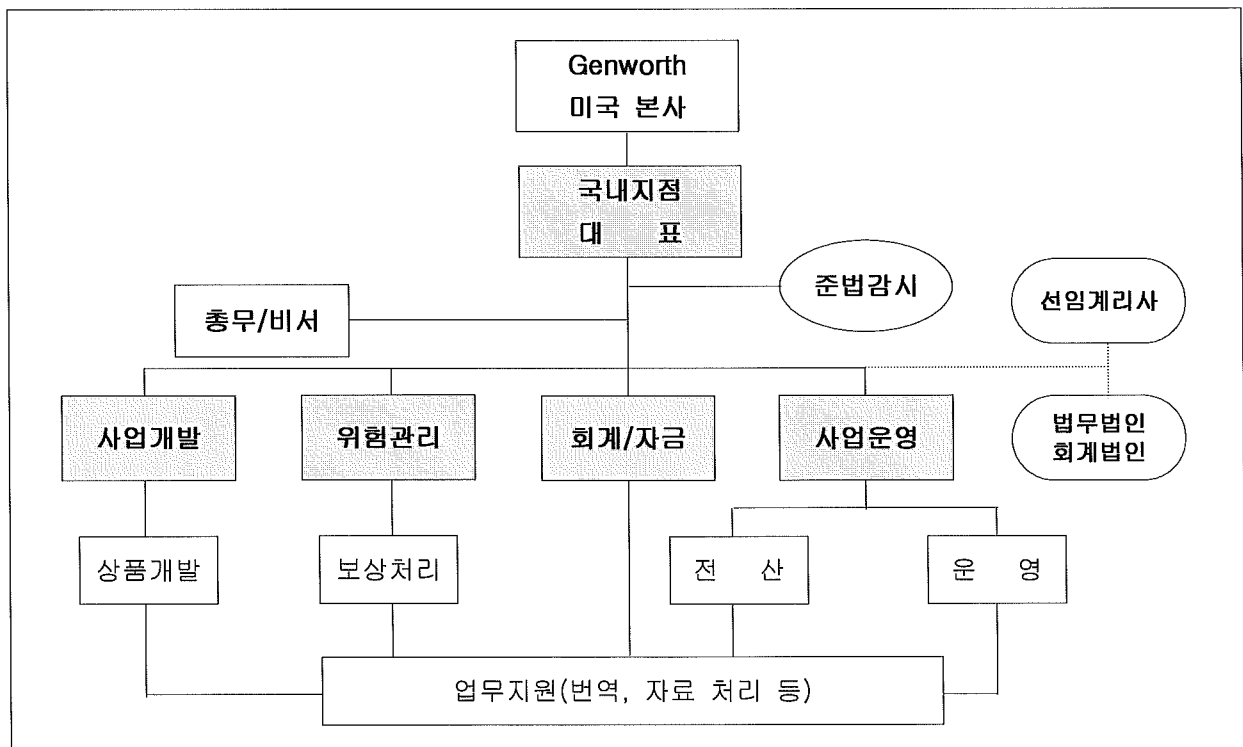 Genworth
미국 본사
국내지점
대 표
준법감시
선임계리사
총무/비서
사업개발
위험관리
회계/자금
사업운영
법무법인
회계법인
상품개발
보상처리
전 산
운 영
업무지원(번역, 자료 처리 등)